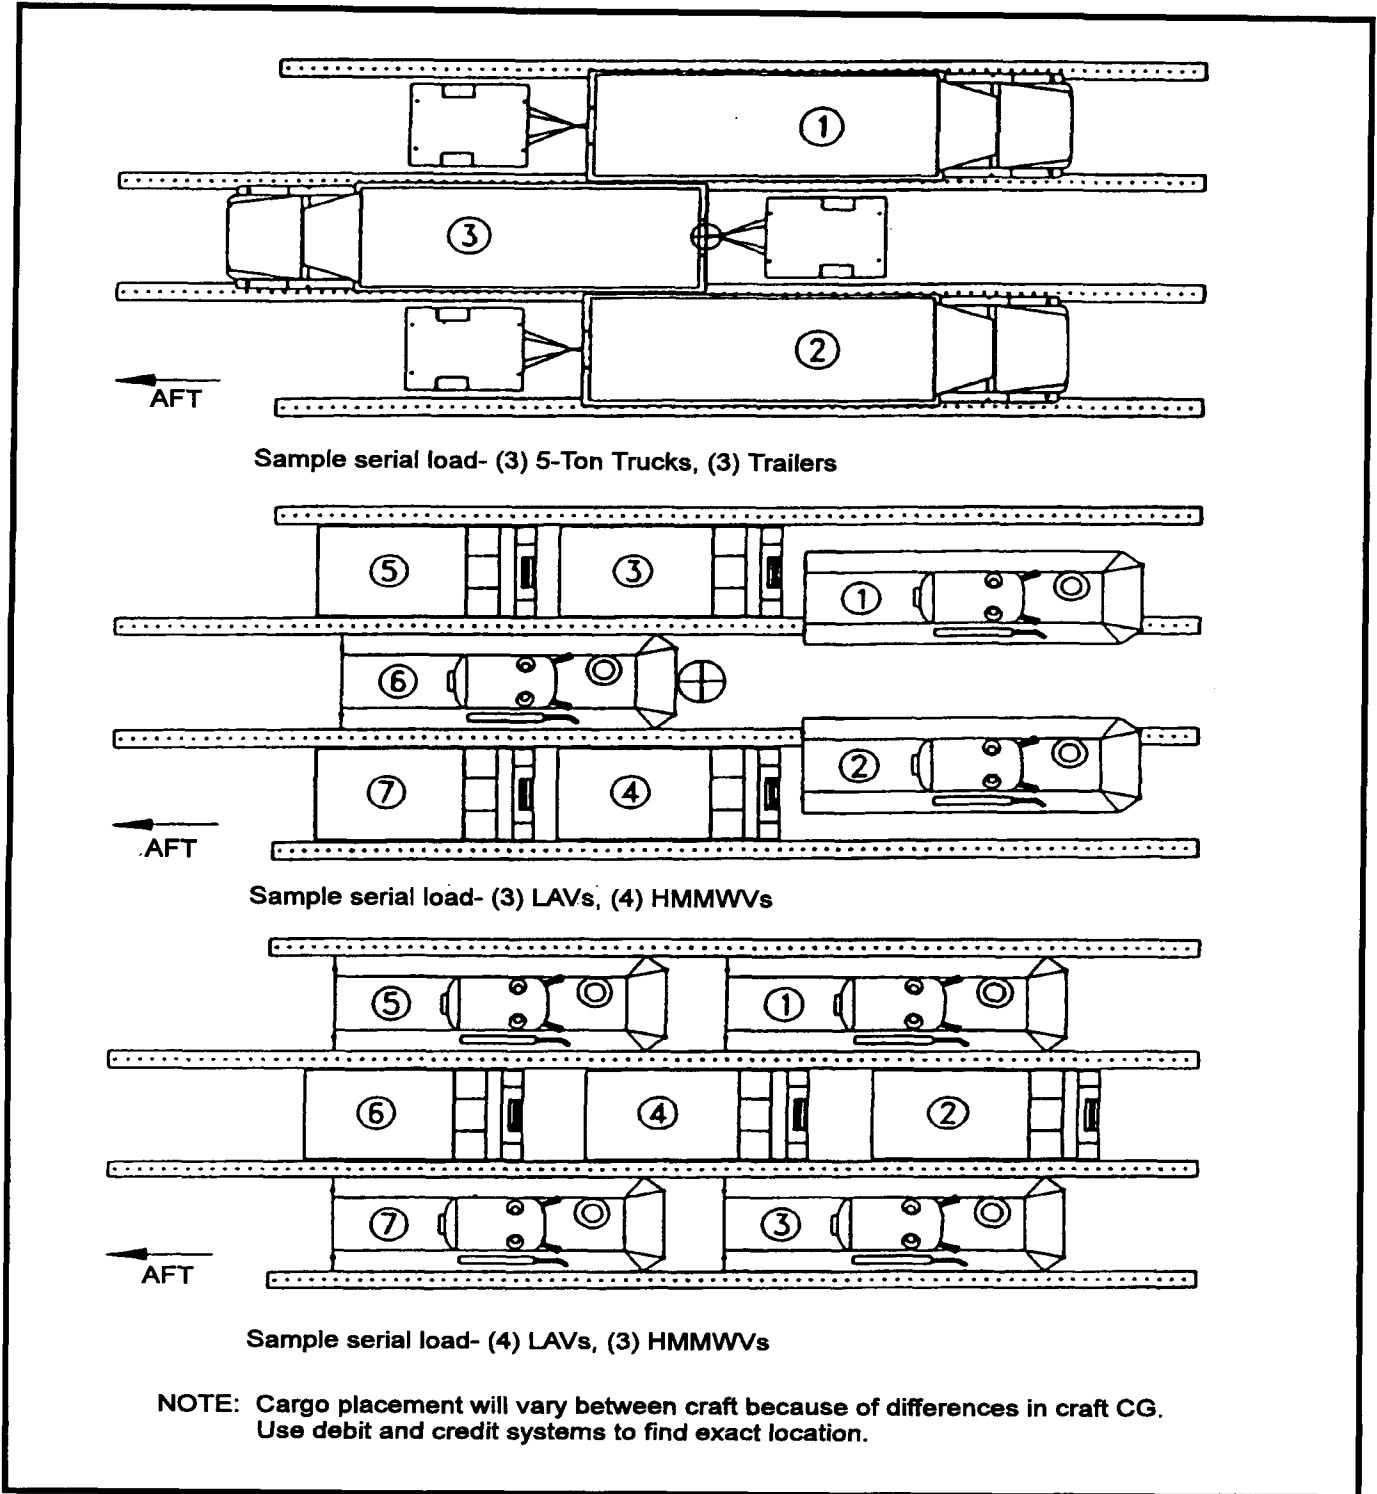 1
3
2
AFT
Sample serial load- (3) 5-Ton Trucks, (3) Trailers
5 3 1
6
7 4 2
AFT
Sample serial load- (3) LAVs, (4) HMMWVs
5 1
6 4 2
7 3
AFT
Sample serial load- (4) LAVs, (3) HMMWVs
NOTE: Cargo placement will vary between craft because of differences in craft CG.
Use debit and credit systems to find exact location.